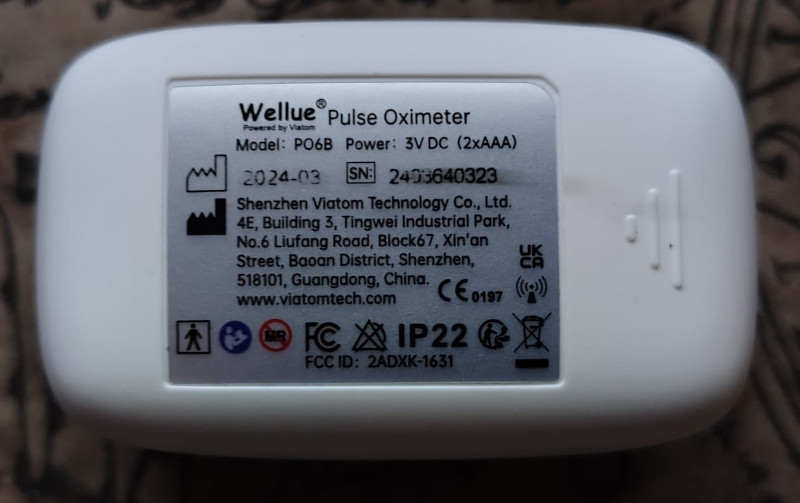 Wellue® Pulse Oximeter
Powered by Viatom
Model: PO6B Power: 3V DC (2xAAA)
2024-03 SN: 2403640323
Shenzhen Viatom Technology Co., Ltd.
4E, Building 3, Tingwei Industrial Park,
No.6 Liufang Road, Block67, Xin'an
Street, Baoan District, Shenzhen,
518101, Guangdong, China.
www.viatomtech.com
CE 0197
UK
CA
MR FC IP22
FCC ID: 2ADXK-1631